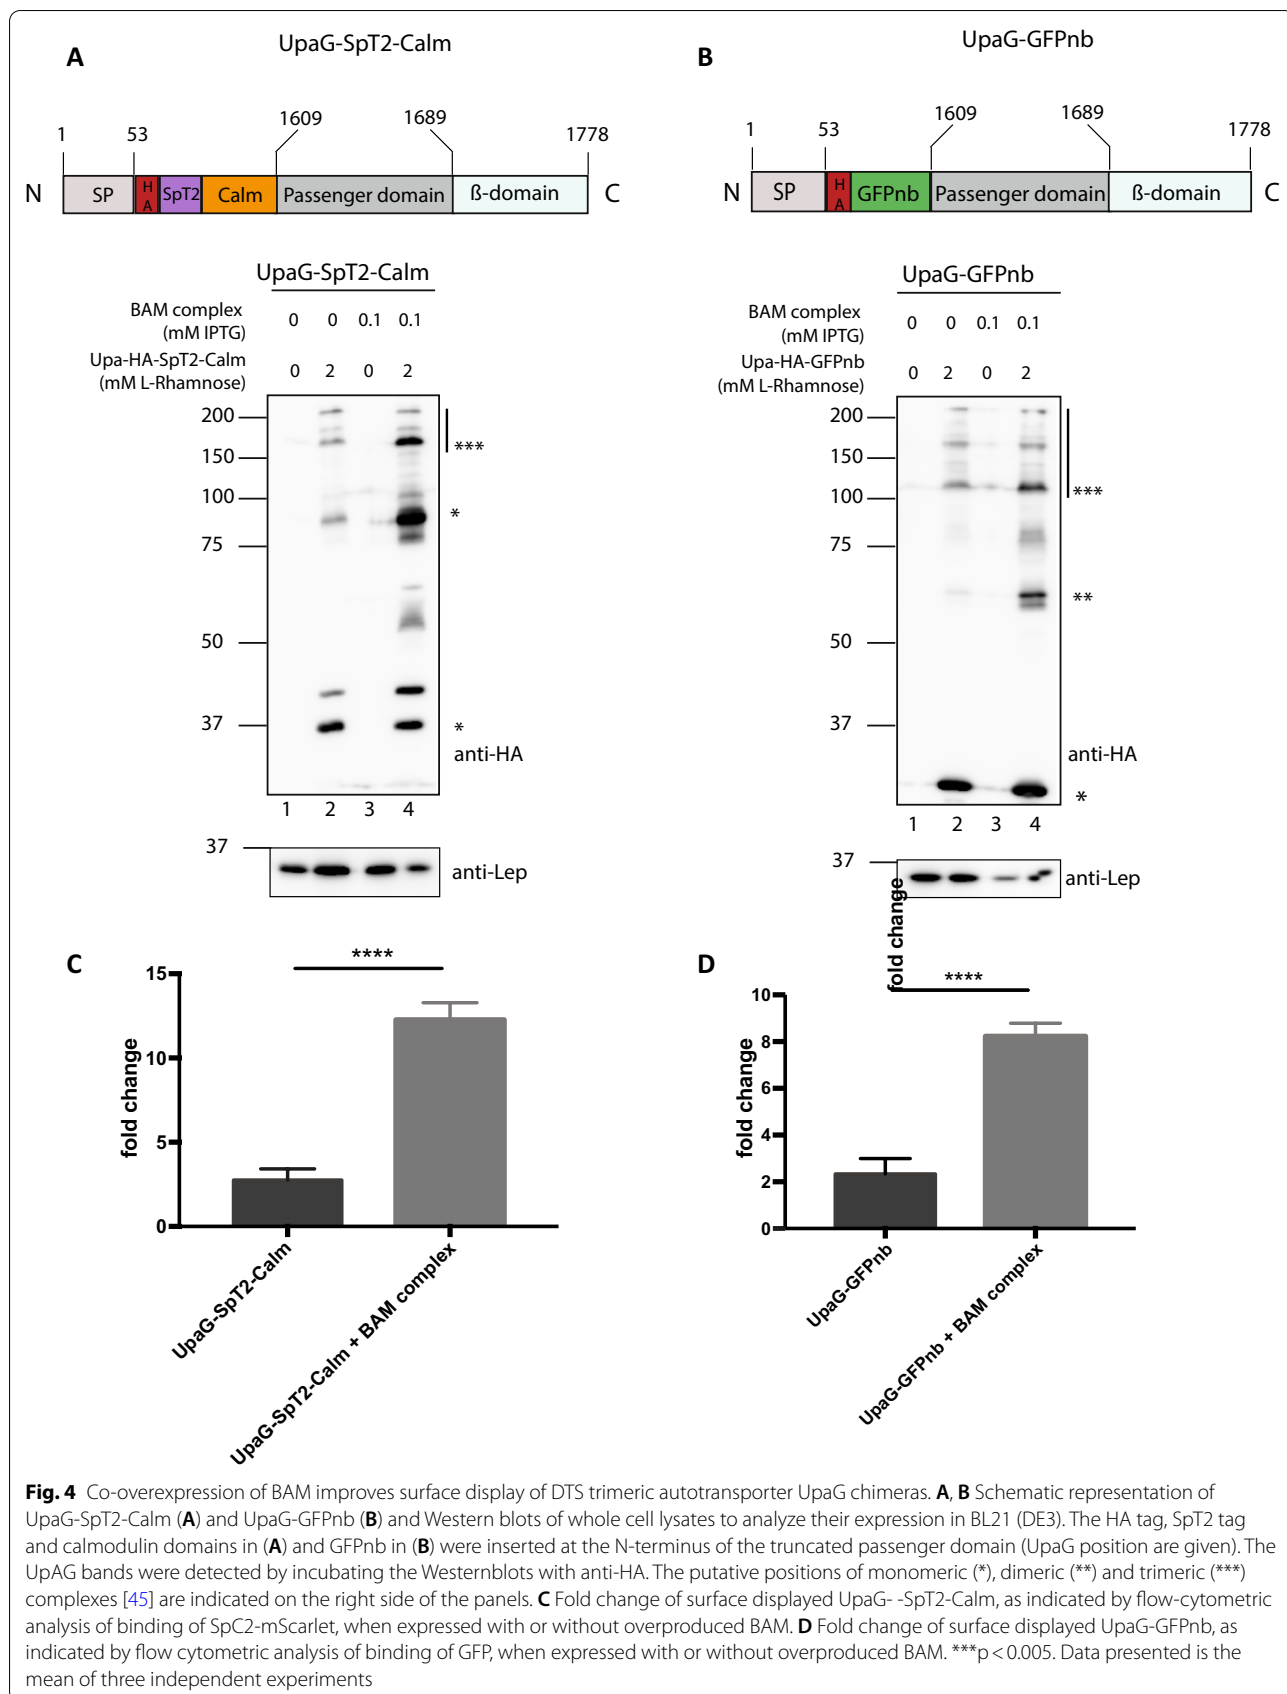 A
UpaG-SpT2-Calm
1 53 1609 1689 1778
N SP HA SpT2 Calm Passenger domain ß-domain C
UpaG-SpT2-Calm
BAM complex
(mM IPTG)
0 0 0.1 0.1
Upa-HA-SpT2-Calm
(mM L-Rhamnose)
0 2 0 2
200
150
***
100
*
75
50
37
*
anti-HA
1 2 3 4
37
anti-Lep
B
UpaG-GFPnb
1 53 1609 1689 1778
N SP HA GFPnb Passenger domain ß-domain C
UpaG-GFPnb
BAM complex
(mM IPTG)
0 0 0.1 0.1
Upa-HA-GFPnb
(mM L-Rhamnose)
0 2 0 2
200
150
100
***
75
**
50
37
anti-HA
*
1 2 3 4
37
anti-Lep
fold change
C
****
15
10
5
0
fold change
UpaG-SpT2-Calm
UpaG-SpT2-Calm + BAM complex
D
****
10
8
6
4
2
0
fold change
UpaG-GFPnb
UpaG-GFPnb + BAM complex
Fig. 4 Co-overexpression of BAM improves surface display of DTS trimeric autotransporter UpaG chimeras. A, B Schematic representation of
UpaG-SpT2-Calm (A) and UpaG-GFPnb (B) and Western blots of whole cell lysates to analyze their expression in BL21 (DE3). The HA tag, SpT2 tag
and calmodulin domains in (A) and GFPnb in (B) were inserted at the N-terminus of the truncated passenger domain (UpaG position are given). The
UpAG bands were detected by incubating the Westernblots with anti-HA. The putative positions of monomeric (*), dimeric (**) and trimeric (***)
complexes [45] are indicated on the right side of the panels. C Fold change of surface displayed UpaG- -SpT2-Calm, as indicated by flow-cytometric
analysis of binding of SpC2-mScarlet, when expressed with or without overproduced BAM. D Fold change of surface displayed UpaG-GFPnb, as
indicated by flow cytometric analysis of binding of GFP, when expressed with or without overproduced BAM. ***p < 0.005. Data presented is the
mean of three independent experiments